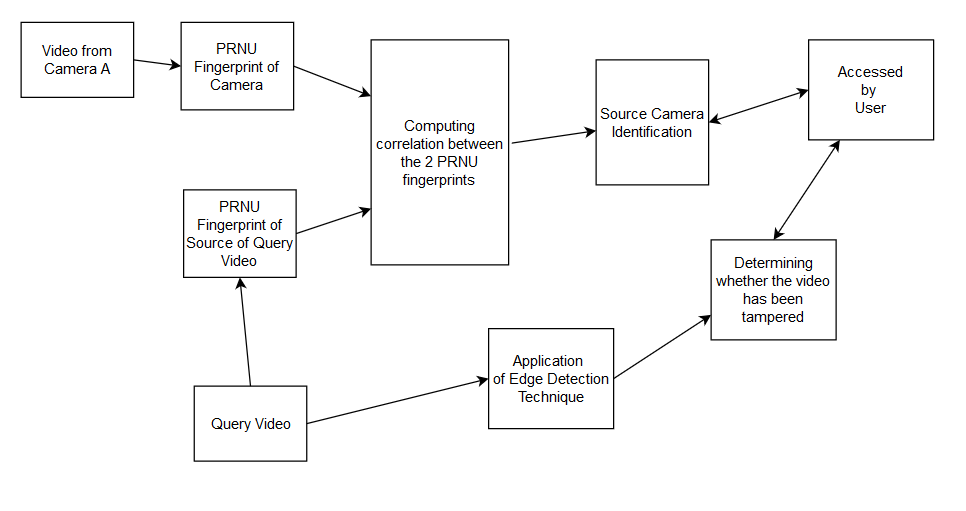 Video from
Camera A
PRNU
Fingerprint of
Camera
Computing
correlation between
the 2 PRNU
fingerprints
Source Camera
Identification
Accessed
by
User
PRNU
Fingerprint of
Source of Query
Video
Determining
whether the video
has been
tampered
Application
of Edge Detection
Technique
Query Video